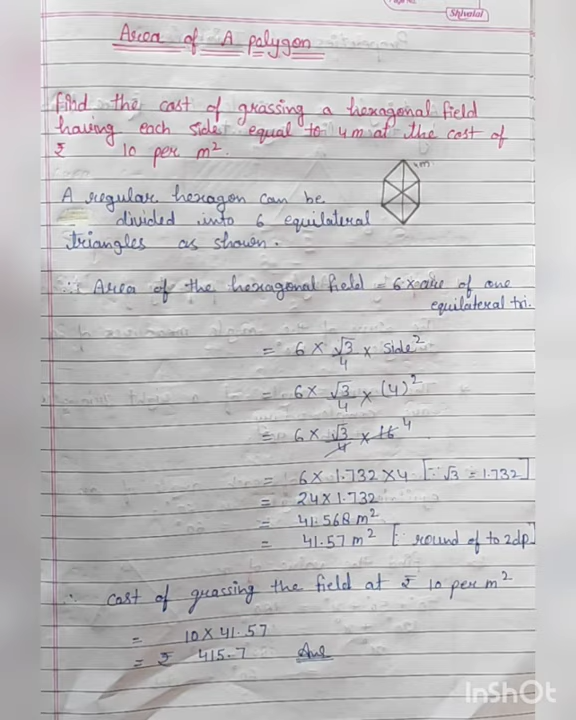 Shivalal
Area of A polygon
Find the cost of grassing a hexagonal field
having each side equal to 4m at the cost of
₹ 10 per m².
4m
A regular hexagon can be
divided into 6 equilateral
triangles as shown.
∴ Area of the hexagonal field = 6 × are of one
equilateral tri.
= 6 × √3/4 × side²
= 6 × √3/4 × (4)²
= 6 × √3/4 × 16 4
= 6 × 1.732 × 4 [∵ √3 = 1.732]
= 24 × 1.732
= 41.568 m²
= 41.57 m² [∵ round of to 2dp]
∴ cost of grassing the field at ₹ 10 per m²
= 10 × 41.57
= ₹ 415.7 Ans
InShOt